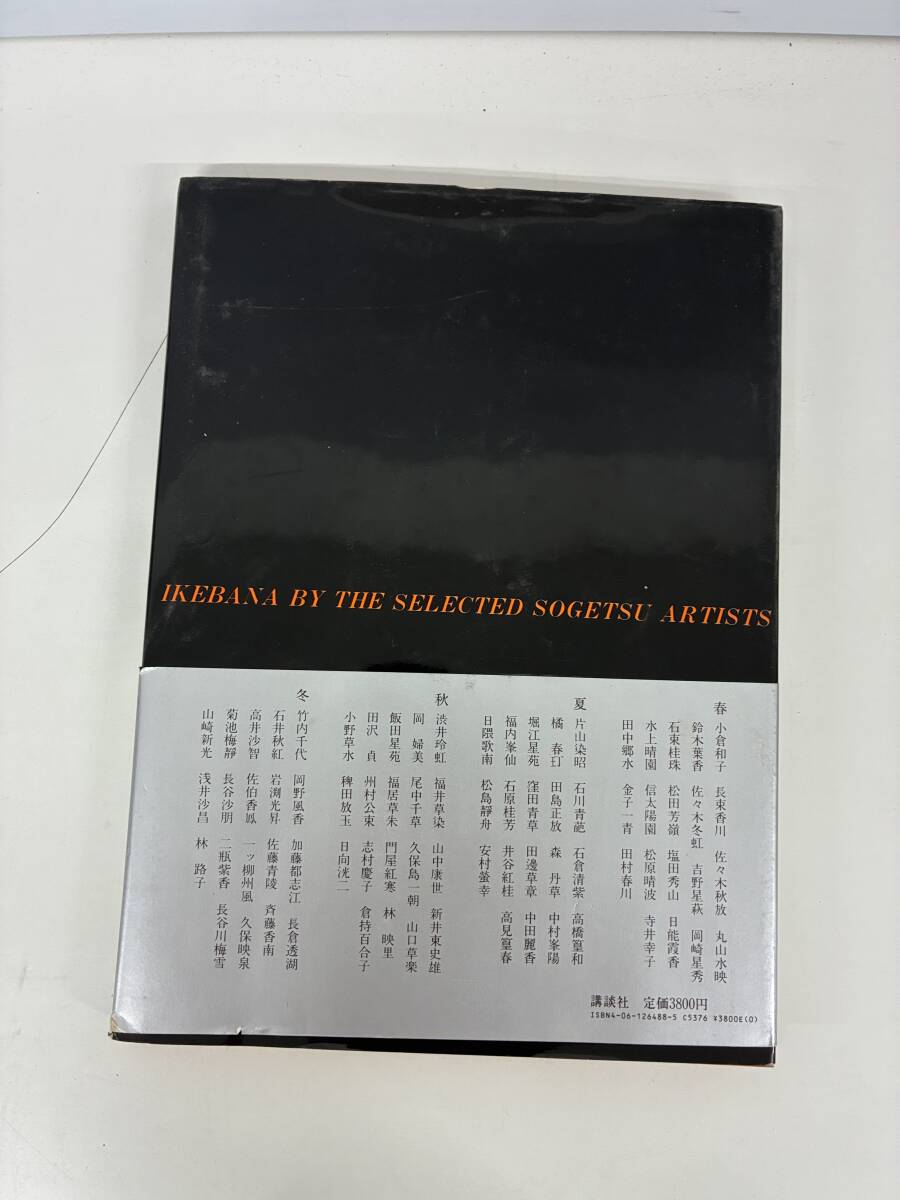 IKEBANA BY THE SELECTED SOGETSU ARTISTS
春 小倉和子 長束香川 佐々木秋放 丸山水映
鈴木葉香 佐々木冬虹 吉野星萩 岡崎星秀
石東桂珠 松田芳嶺 塩田秀山 日能霞香
水上晴園 信太陽園 松原晴波 寺井幸子
田中郷水 金子一青 田村春川
夏 片山染昭 石川青葩 石倉清紫 高橋篁和
橘 春 田島正放 森 丹草 中村峯陽
堀江星苑 窪田青草 田邊草章 中田麗香
福内峯仙 石原桂芳 井谷紅桂 高見篁春
日隈歌南 松島靜舟 安村螢幸
秋 渋井玲虹 福井草染 山中康世 新井東史雄
岡 婦美 尾中千草 久保島一朝 山口草楽
飯田星苑 福居草朱 門屋紅寒 林 映里
田沢 貞 州村公束 志村慶子 倉持百合子
小野草水 稗田放玉 日向洸二
冬 竹内千代 岡野風香 加藤都志江 長倉透湖
石井秋紅 岩渕光昇 佐藤青陵 斉藤香南
高井沙智 佐伯香鳳 一ッ柳州風 久保映泉
菊池梅靜 長谷沙朋 二瓶紫香 長谷川梅雪
山崎新光 浅井沙昌 林 路子
講談社 定価3800円
ISBN4-06-126488-5 C5376 ¥3800E(0)